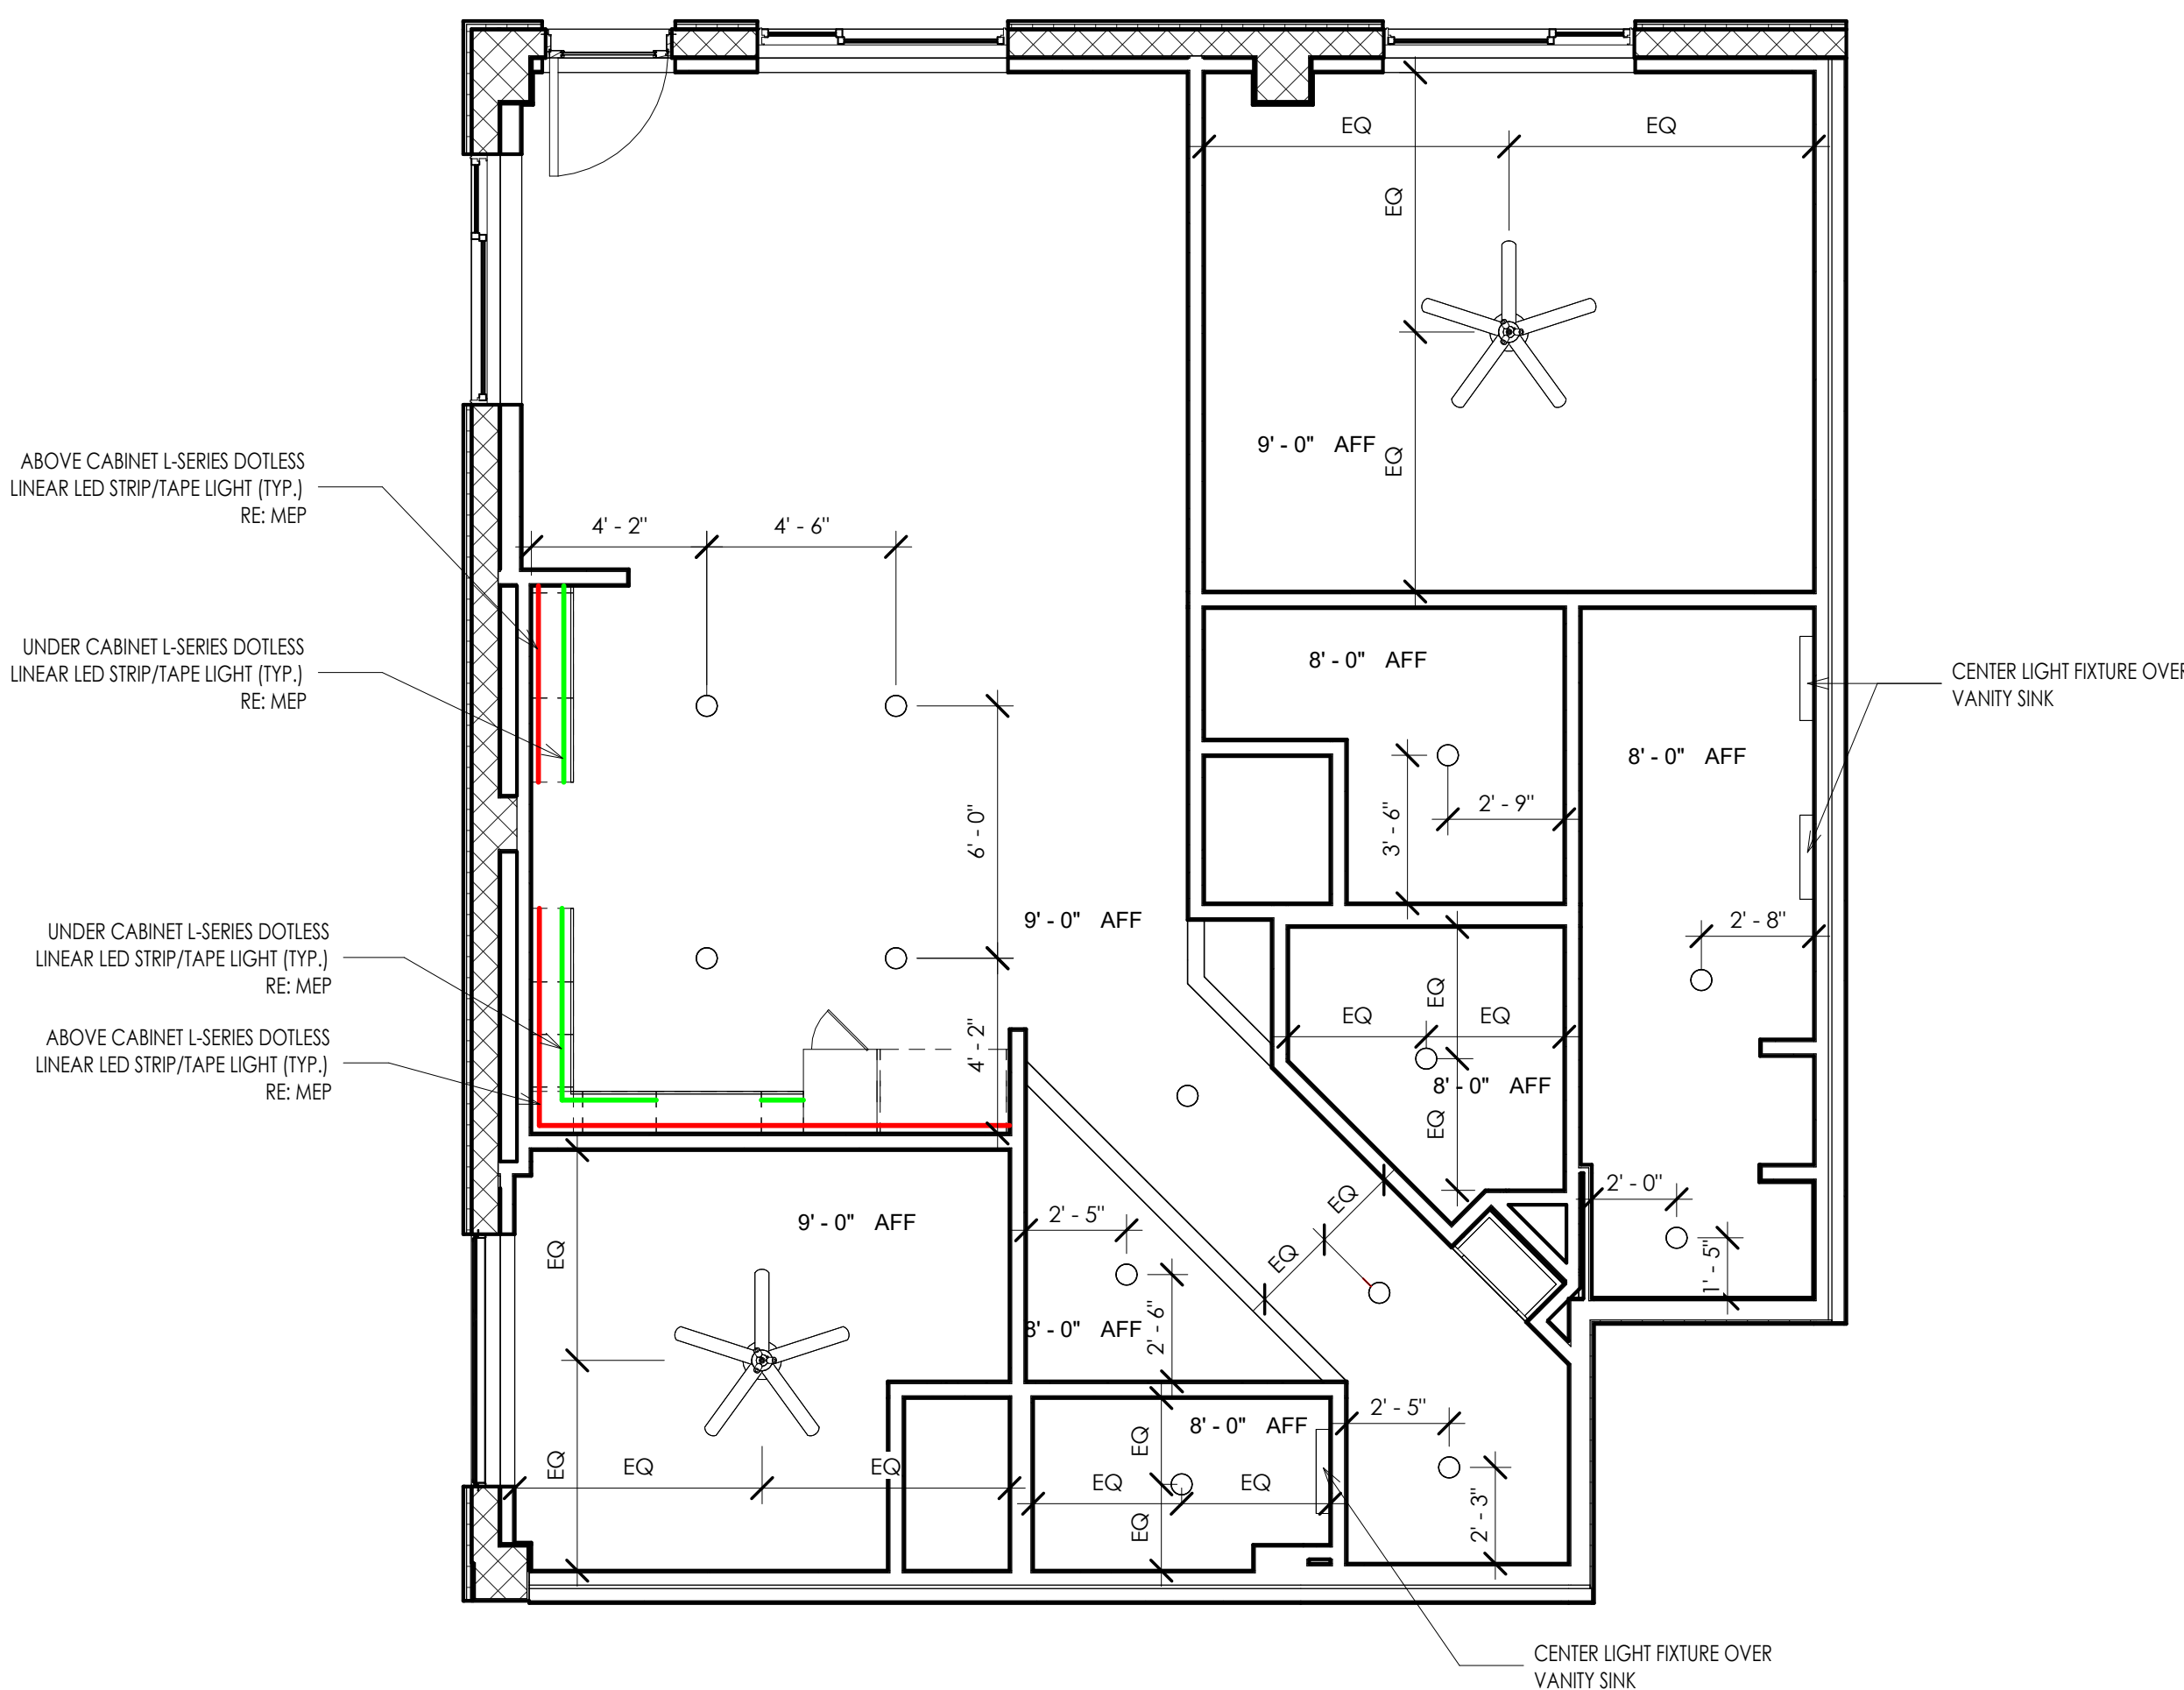 EQ
EQ
EQ
9' - 0" AFF
EQ
ABOVE CABINET L-SERIES DOTLESS
LINEAR LED STRIP/TAPE LIGHT (TYP.)
RE: MEP
4' - 2"
4' - 6"
UNDER CABINET L-SERIES DOTLESS
LINEAR LED STRIP/TAPE LIGHT (TYP.)
RE: MEP
8' - 0" AFF
CENTER LIGHT FIXTURE OVER
VANITY SINK
8' - 0" AFF
2' - 9"
3' - 6"
6' - 0"
9' - 0" AFF
2' - 8"
UNDER CABINET L-SERIES DOTLESS
LINEAR LED STRIP/TAPE LIGHT (TYP.)
RE: MEP
EQ
EQ
EQ
4' - 2"
ABOVE CABINET L-SERIES DOTLESS
LINEAR LED STRIP/TAPE LIGHT (TYP.)
RE: MEP
8' - 0" AFF
EQ
2' - 0"
EQ
9' - 0" AFF
2' - 5"
EQ
EQ
1' - 5"
8' - 0" AFF
2' - 6"
2' - 5"
8' - 0" AFF
EQ
EQ
EQ
EQ
EQ
EQ
EQ
2' - 3"
CENTER LIGHT FIXTURE OVER
VANITY SINK